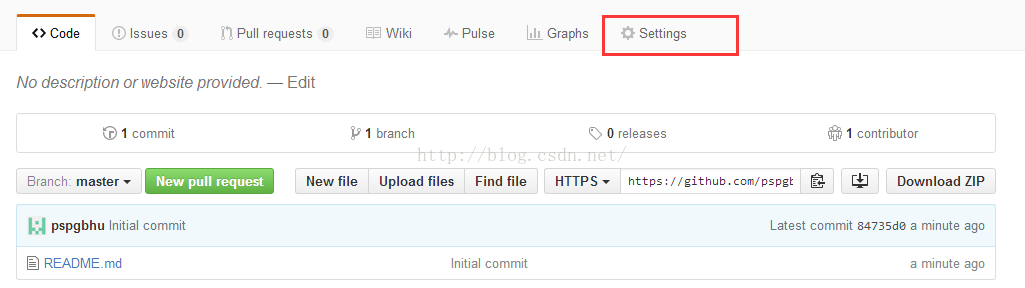 Code Issues 0 Pull requests 0 Wiki Pulse Graphs Settings
No description or website provided. — Edit
1 commit 1 branch 0 releases 1 contributor
http://blog.csdn.net/
Branch: master New pull request New file Upload files Find file HTTPS https://github.com/pspgb Download ZIP
pspgbhu Initial commit Latest commit 84735d0 a minute ago
README.md Initial commit a minute ago